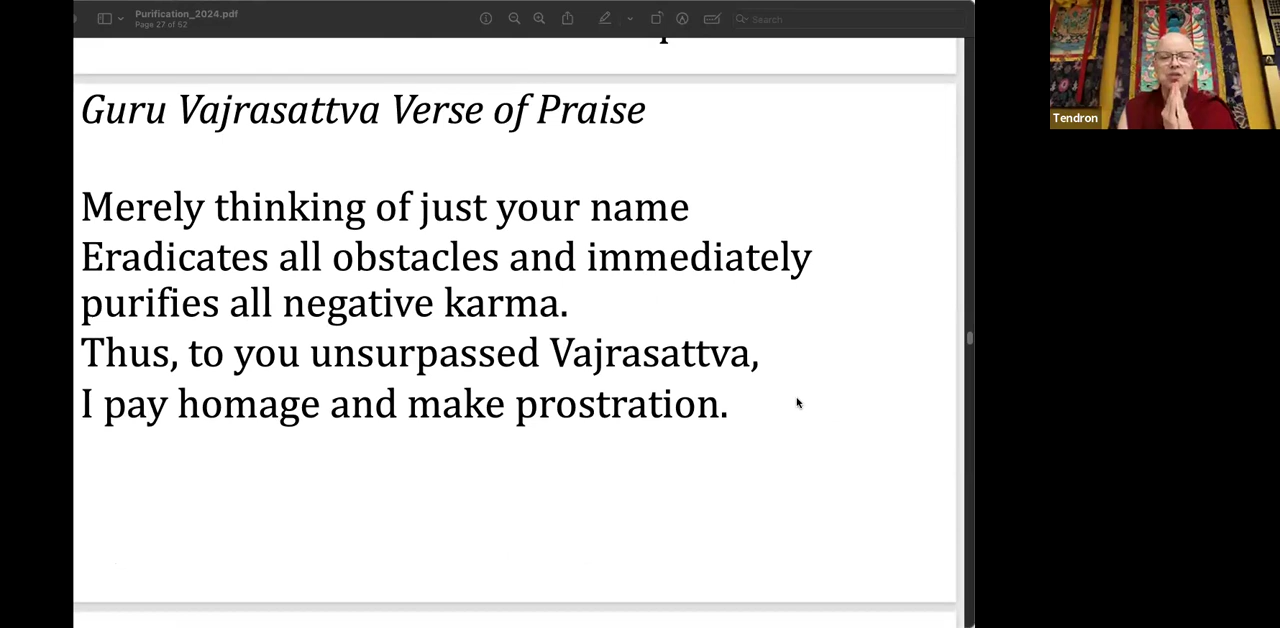 Purification_2024.pdf
Page 27 of 52
Search
Tendron
Guru Vajrasattva Verse of Praise
Merely thinking of just your name
Eradicates all obstacles and immediately
purifies all negative karma.
Thus, to you unsurpassed Vajrasattva,
I pay homage and make prostration.